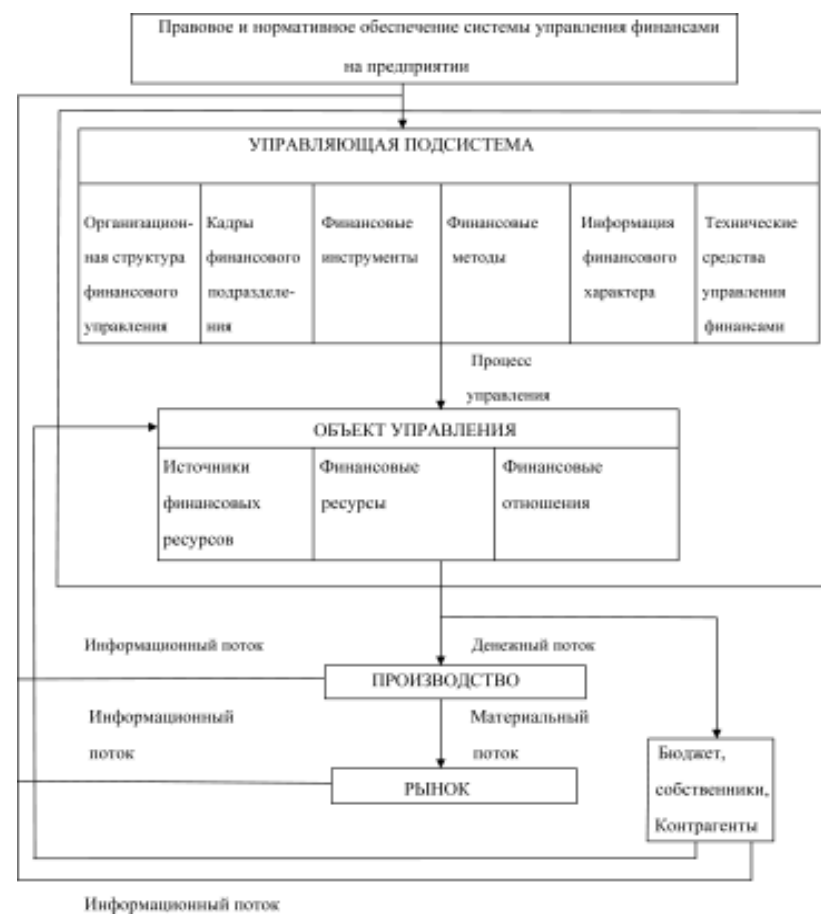 Правовое и нормативное обеспечение системы управления финансами
на предприятии
УПРАВЛЯЮЩАЯ ПОДСИСТЕМА
Организацион-
ная структура
финансового
управления
Кадры
финансового
подразделе-
ния
Финансовые
инструменты
Финансовые
методы
Информация
финансового
характера
Технические
средства
управления
финансами
Процесс
управления
ОБЪЕКТ УПРАВЛЕНИЯ
Источники
финансовых
ресурсов
Финансовые
ресурсы
Финансовые
отношения
Информационный поток
Денежный поток
ПРОИЗВОДСТВО
Информационный
поток
Материальный
поток
РЫНОК
Бюджет,
собственники,
Контрагенты
Информационный поток